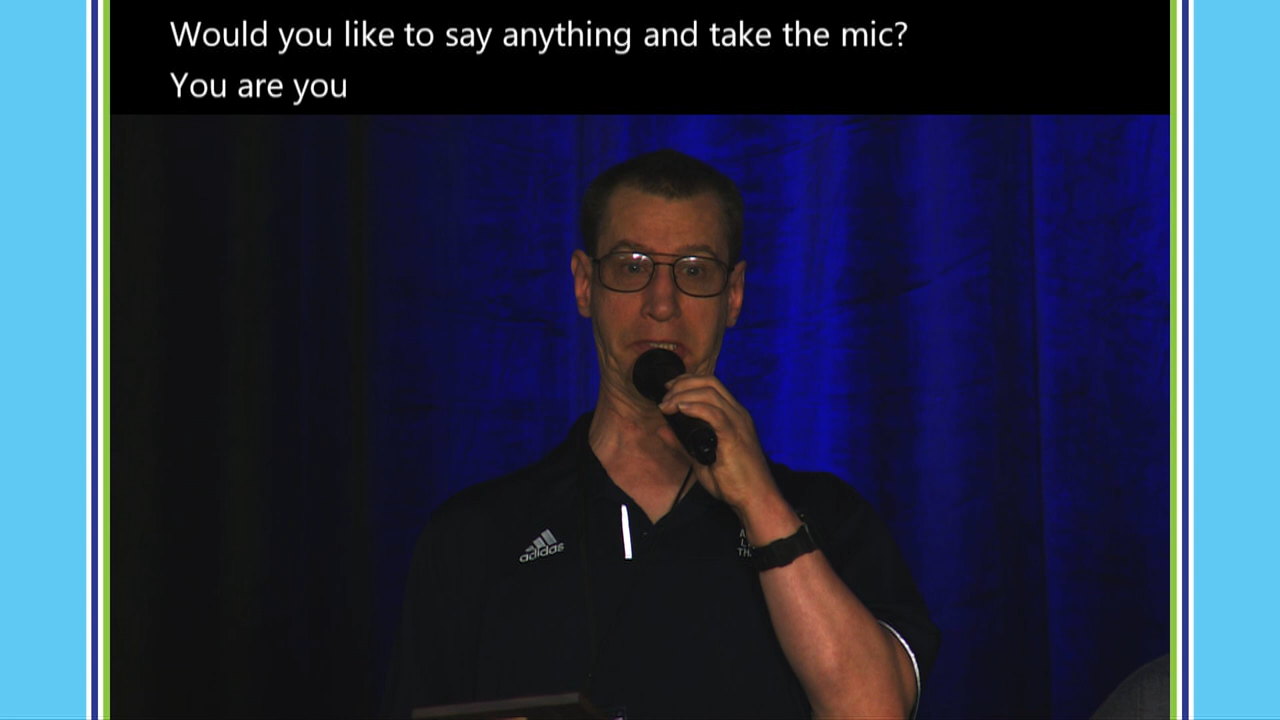 Would you like to say anything and take the mic?
You are you
adidas